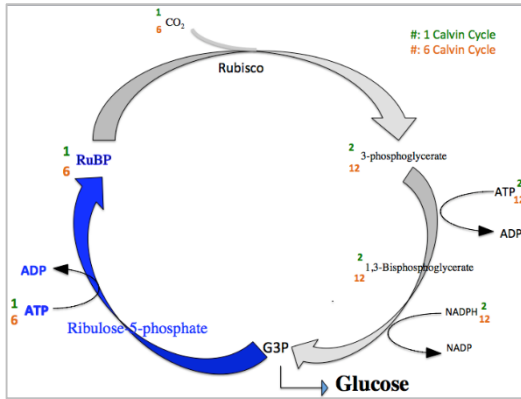 1
6 CO2
#: 1 Calvin Cycle
#: 6 Calvin Cycle
Rubisco
1
RuBP
6
2
3-phosphoglycerate
12
ATP 2
12
ADP
2
1,3-Bisphosphoglycerate
12
ADP
1
ATP
6
Ribulose-5-phosphate
NADPH 2
12
NADP
G3P
Glucose